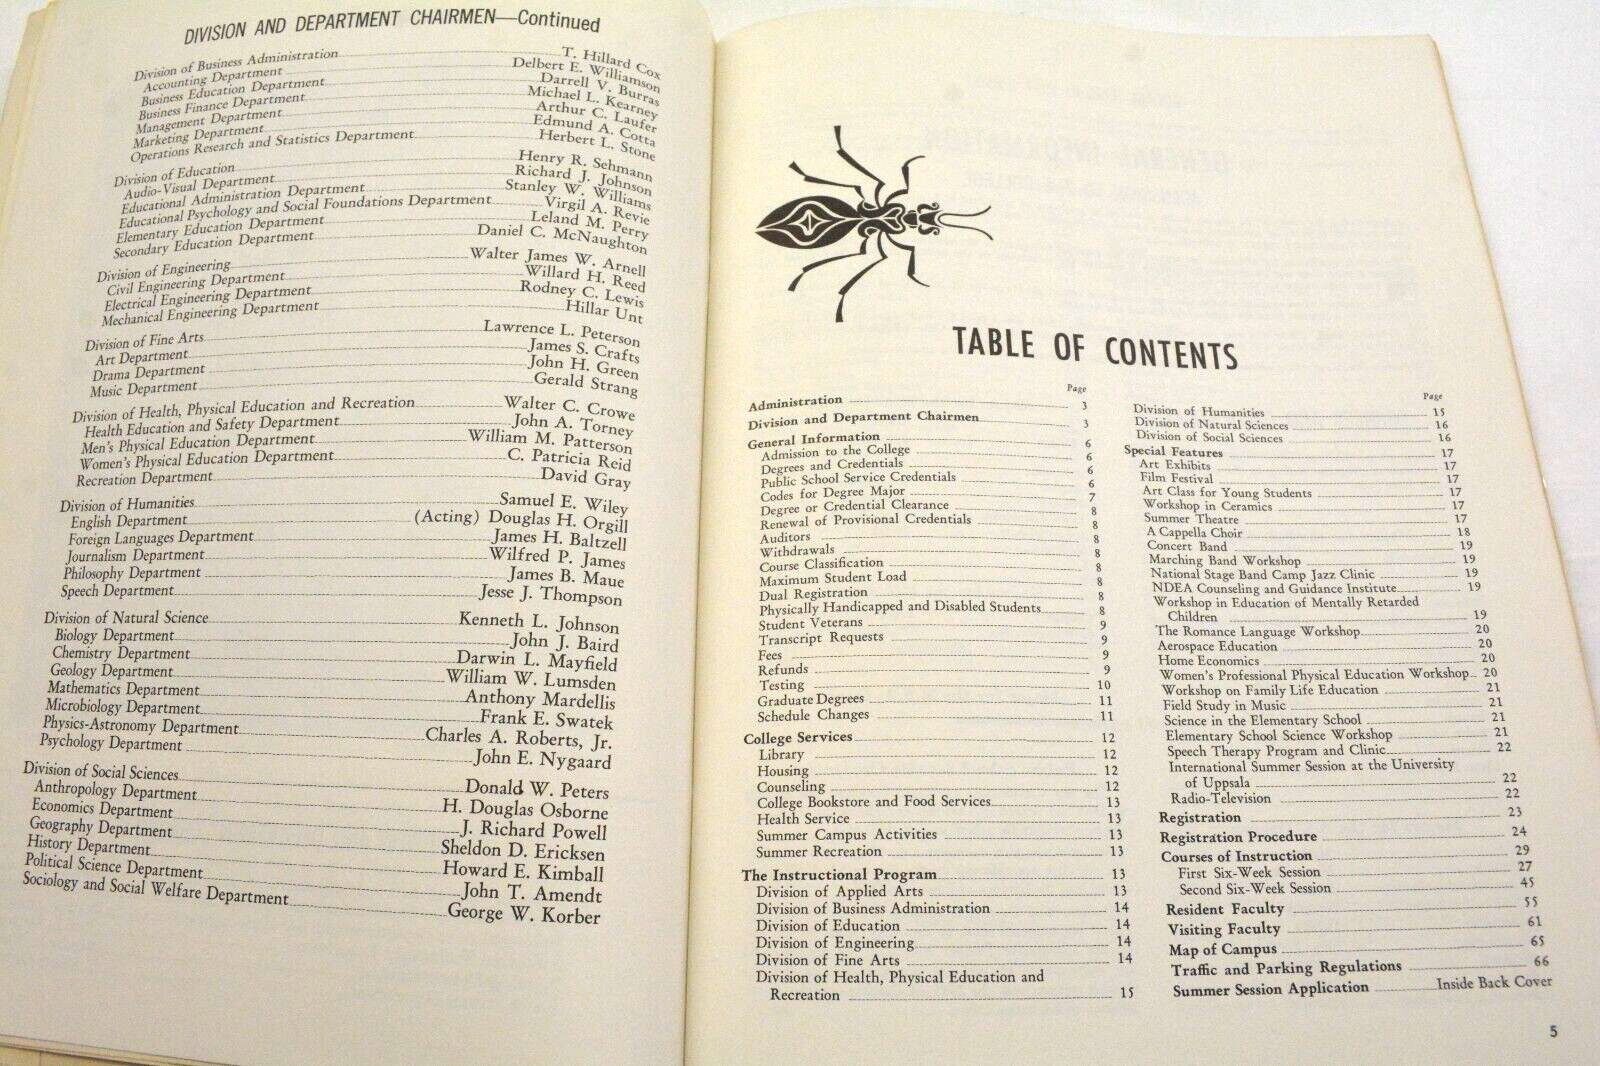 DIVISION AND DEPARTMENT CHAIRMEN—Continued
Division of Business Administration T. Hillard Cox
Accounting Department Delbert E. Williamson
Business Education Department Darrell V. Burras
Business Finance Department Michael L. Kearney
Management Department Arthur C. Laufer
Marketing Department Edmund A. Cotta
Operations Research and Statistics Department Herbert L. Stone
Division of Education Henry R. Sehmann
Audio-Visual Department Richard J. Johnson
Educational Administration Department Stanley W. Williams
Educational Psychology and Social Foundations Department Virgil A. Revie
Elementary Education Department Leland M. Perry
Secondary Education Department Daniel C. McNaughton
Division of Engineering Walter James W. Arnell
Civil Engineering Department Willard H. Reed
Electrical Engineering Department Rodney C. Lewis
Mechanical Engineering Department Hillar Unt
Division of Fine Arts Lawrence L. Peterson
Art Department James S. Crafts
Drama Department John H. Green
Music Department Gerald Strang
Division of Health, Physical Education and Recreation Walter C. Crowe
Health Education and Safety Department John A. Torney
Men's Physical Education Department William M. Patterson
Women's Physical Education Department C. Patricia Reid
Recreation Department David Gray
Division of Humanities Samuel E. Wiley
English Department (Acting) Douglas H. Orgill
Foreign Languages Department James H. Baltzell
Journalism Department Wilfred P. James
Philosophy Department James B. Maue
Speech Department Jesse J. Thompson
Division of Natural Science Kenneth L. Johnson
Biology Department John J. Baird
Chemistry Department Darwin L. Mayfield
Geology Department William W. Lumsden
Mathematics Department Anthony Mardellis
Microbiology Department Frank E. Swatek
Physics-Astronomy Department Charles A. Roberts, Jr.
Psychology Department John E. Nygaard
Division of Social Sciences Donald W. Peters
Anthropology Department H. Douglas Osborne
Economics Department J. Richard Powell
Geography Department Sheldon D. Ericksen
History Department Howard E. Kimball
Political Science Department John T. Amendt
Sociology and Social Welfare Department George W. Korber
TABLE OF CONTENTS
Page
Administration 3
Division and Department Chairmen 3
General Information 6
Admission to the College 6
Degrees and Credentials 6
Public School Service Credentials 6
Codes for Degree Major 7
Degree or Credential Clearance 8
Renewal of Provisional Credentials 8
Auditors 8
Withdrawals 8
Course Classification 8
Maximum Student Load 8
Dual Registration 8
Physically Handicapped and Disabled Students 8
Student Veterans 9
Transcript Requests 9
Fees 9
Refunds 9
Testing 10
Graduate Degrees 11
Schedule Changes 11
College Services 12
Library 12
Housing 12
Counseling 12
College Bookstore and Food Services 13
Health Service 13
Summer Campus Activities 13
Summer Recreation 13
The Instructional Program 13
Division of Applied Arts 13
Division of Business Administration 14
Division of Education 14
Division of Engineering 14
Division of Fine Arts 14
Division of Health, Physical Education and
Recreation 15
Page
Division of Humanities 15
Division of Natural Sciences 16
Division of Social Sciences 16
Special Features 17
Art Exhibits 17
Film Festival 17
Art Class for Young Students 17
Workshop in Ceramics 17
Summer Theatre 17
A Cappella Choir 18
Concert Band 19
Marching Band Workshop 19
National Stage Band Camp Jazz Clinic 19
NDEA Counseling and Guidance Institute 19
Workshop in Education of Mentally Retarded
Children 19
The Romance Language Workshop 20
Aerospace Education 20
Home Economics 20
Women's Professional Physical Education Workshop 20
Workshop on Family Life Education 21
Field Study in Music 21
Science in the Elementary School 21
Elementary School Science Workshop 21
Speech Therapy Program and Clinic 22
International Summer Session at the University
of Uppsala 22
Radio-Television 22
Registration 23
Registration Procedure 24
Courses of Instruction 29
First Six-Week Session 27
Second Six-Week Session 45
Resident Faculty 55
Visiting Faculty 61
Map of Campus 65
Traffic and Parking Regulations 66
Summer Session Application Inside Back Cover
5